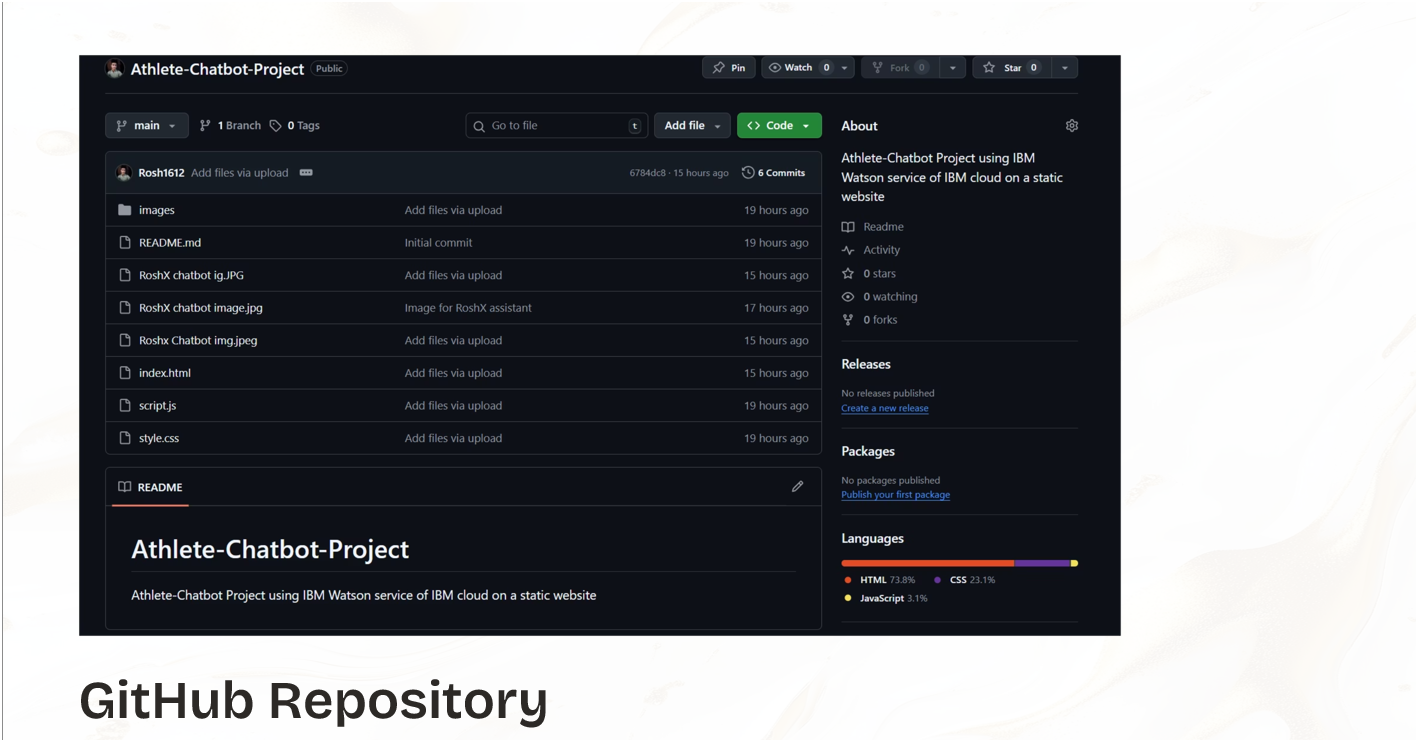 Athlete-Chatbot-Project Public
Pin Watch 0 Fork 0 Star 0
main 1 Branch 0 Tags
Go to file t Add file Code
Rosh1612 Add files via upload 6784dc8 · 15 hours ago 6 Commits
images Add files via upload 19 hours ago
README.md Initial commit 19 hours ago
RoshX chatbot ig.JPG Add files via upload 15 hours ago
RoshX chatbot image.jpg Image for RoshX assistant 17 hours ago
Roshx Chatbot img.jpeg Add files via upload 15 hours ago
index.html Add files via upload 15 hours ago
script.js Add files via upload 19 hours ago
style.css Add files via upload 19 hours ago
README
Athlete-Chatbot-Project
Athlete-Chatbot Project using IBM Watson service of IBM cloud on a static website
About
Athlete-Chatbot Project using IBM
Watson service of IBM cloud on a static
website
Readme
Activity
0 stars
0 watching
0 forks
Releases
No releases published
Create a new release
Packages
No packages published
Publish your first package
Languages
HTML 73.8% CSS 23.1%
JavaScript 3.1%
GitHub Repository